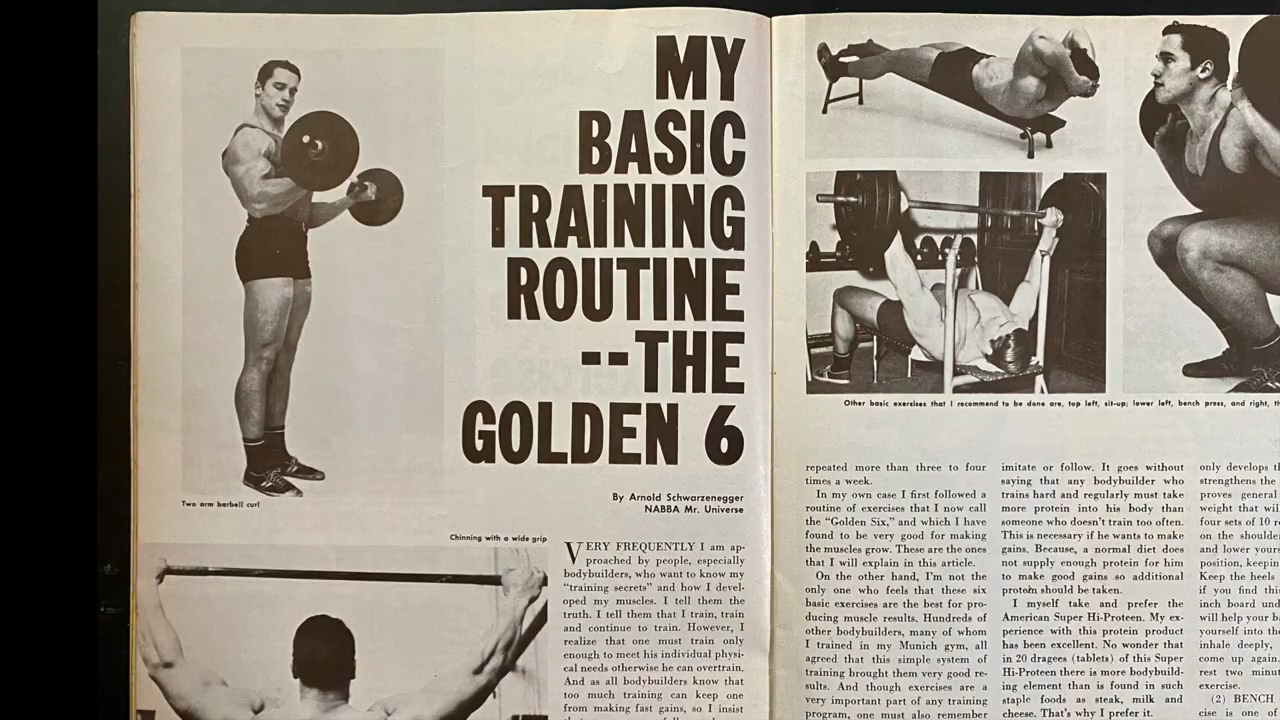 MY
BASIC
TRAINING
ROUTINE
--THE
GOLDEN 6
By Arnold Schwarzenegger
NABBA Mr. Universe
Two arm barbell curl
Chinning with a wide grip
VERY FREQUENTLY I am ap-
proached by people, especially
bodybuilders, who want to know my
"training secrets" and how I devel-
oped my muscles. I tell them the
truth. I tell them that I train, train
and continue to train. However, I
realize that one must train only
enough to meet his individual physi-
cal needs otherwise he can overtrain.
And as all bodybuilders know that
too much training can keep one
from making fast gains, so I insist
Other basic exercises that I recommend to be done are, top left, sit-up; lower left, bench press, and right, th
repeated more than three to four
times a week.
In my own case I first followed a
routine of exercises that I now call
the "Golden Six," and which I have
found to be very good for making
the muscles grow. These are the ones
that I will explain in this article.
On the other hand, I'm not the
only one who feels that these six
basic exercises are the best for pro-
ducing muscle results. Hundreds of
other bodybuilders, many of whom
I trained in my Munich gym, all
agreed that this simple system of
training brought them very good re-
sults. And though exercises are a
very important part of any training
program, one must also remember
imitate or follow. It goes without
saying that any bodybuilder who
trains hard and regularly must take
more protein into his body than
someone who doesn't train too often.
This is necessary if he wants to make
gains. Because, a normal diet does
not supply enough protein for him
to make good gains so additional
protein should be taken.
I myself take and prefer the
American Super Hi-Proteen. My ex-
perience with this protein product
has been excellent. No wonder that
in 20 dragees (tablets) of this Super
Hi-Proteen there is more bodybuild-
ing element than is found in such
staple foods as steak, milk and
cheese. That's why I prefer it.
only develops th
strengthens the
proves general
weight that wil
four sets of 10 r
on the shoulder
and lower your
position, keepin
Keep the heels
if you find this
inch board und
will help your b
yourself into th
inhale deeply,
come up again
rest two minut
exercise.
(2) BENCH
cise is one of